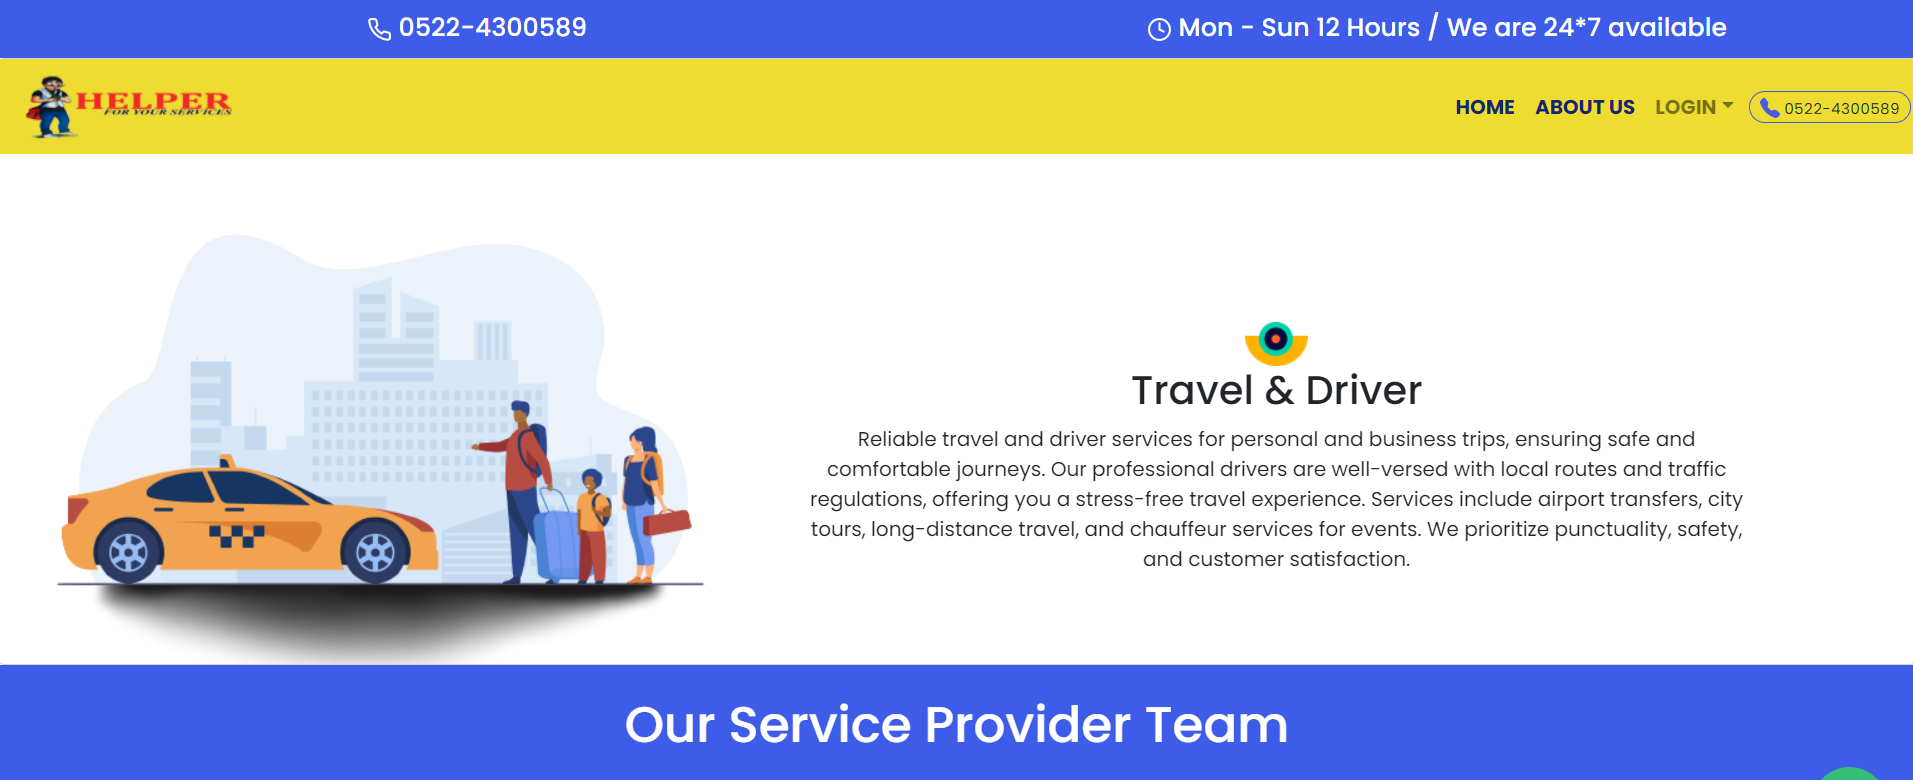 0522-4300589
Mon - Sun 12 Hours / We are 24*7 available
HELPER
FOR YOUR SERVICES
HOME
ABOUT US
LOGIN
0522-4300589
Travel & Driver
Reliable travel and driver services for personal and business trips, ensuring safe and
comfortable journeys. Our professional drivers are well-versed with local routes and traffic
regulations, offering you a stress-free travel experience. Services include airport transfers, city
tours, long-distance travel, and chauffeur services for events. We prioritize punctuality, safety,
and customer satisfaction.
Our Service Provider Team